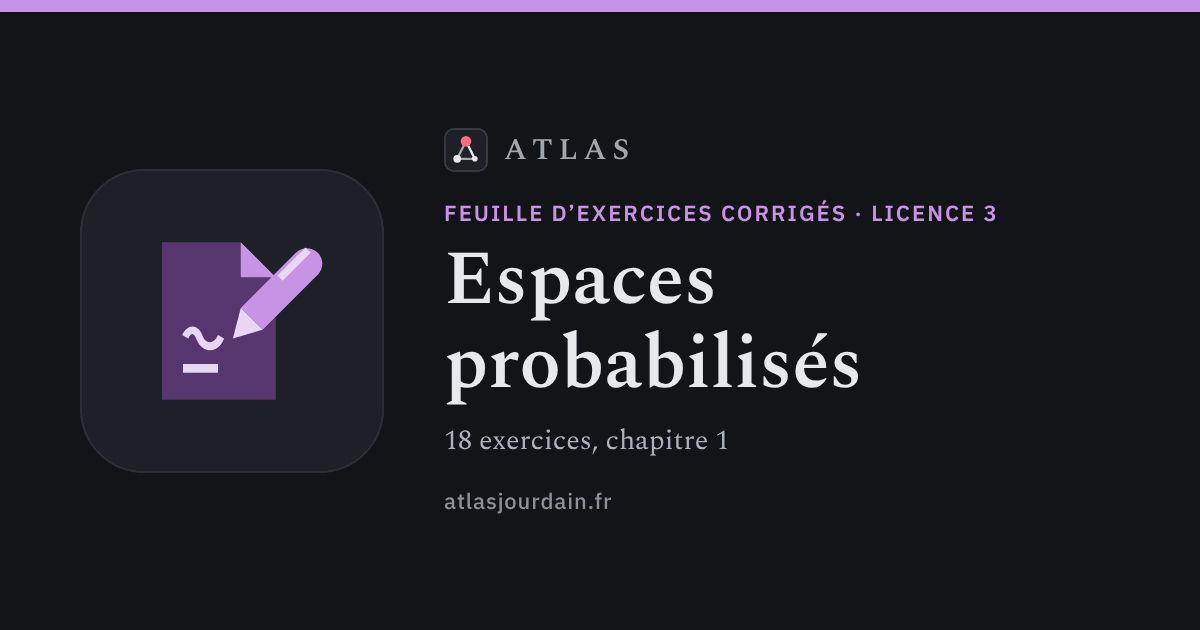 ATLAS
FEUILLE D’EXERCICES CORRIGÉS · LICENCE 3
Espaces
probabilisés
18 exercices, chapitre 1
atlasjourdain.fr